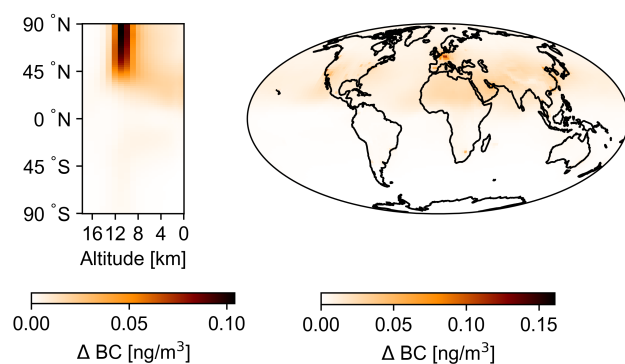 90 °N
45 °N
0 °N
45 °S
90 °S
16 12 8 4 0
Altitude [km]
0.00 0.05 0.10
Δ BC [ng/m³]
0.00 0.05 0.10 0.15
Δ BC [ng/m³]